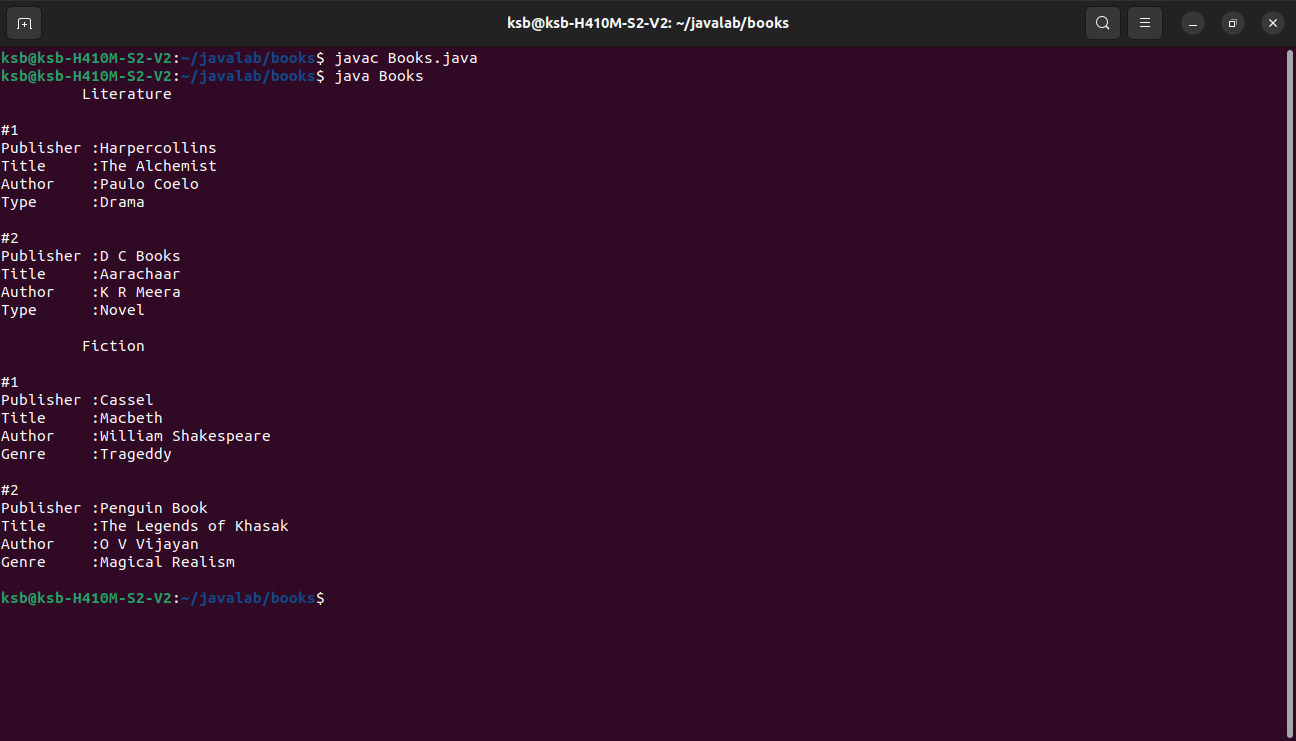 ksb@ksb-H410M-S2-V2: ~/javalab/books
ksb@ksb-H410M-S2-V2:~/javalab/books$ javac Books.java
ksb@ksb-H410M-S2-V2:~/javalab/books$ java Books
Literature
#1
Publisher :Harpercollins
Title     :The Alchemist
Author    :Paulo Coelo
Type      :Drama
#2
Publisher :D C Books
Title     :Aarachaar
Author    :K R Meera
Type      :Novel
Fiction
#1
Publisher :Cassel
Title     :Macbeth
Author    :William Shakespeare
Genre     :Trageddy
#2
Publisher :Penguin Book
Title     :The Legends of Khasak
Author    :O V Vijayan
Genre     :Magical Realism
ksb@ksb-H410M-S2-V2:~/javalab/books$